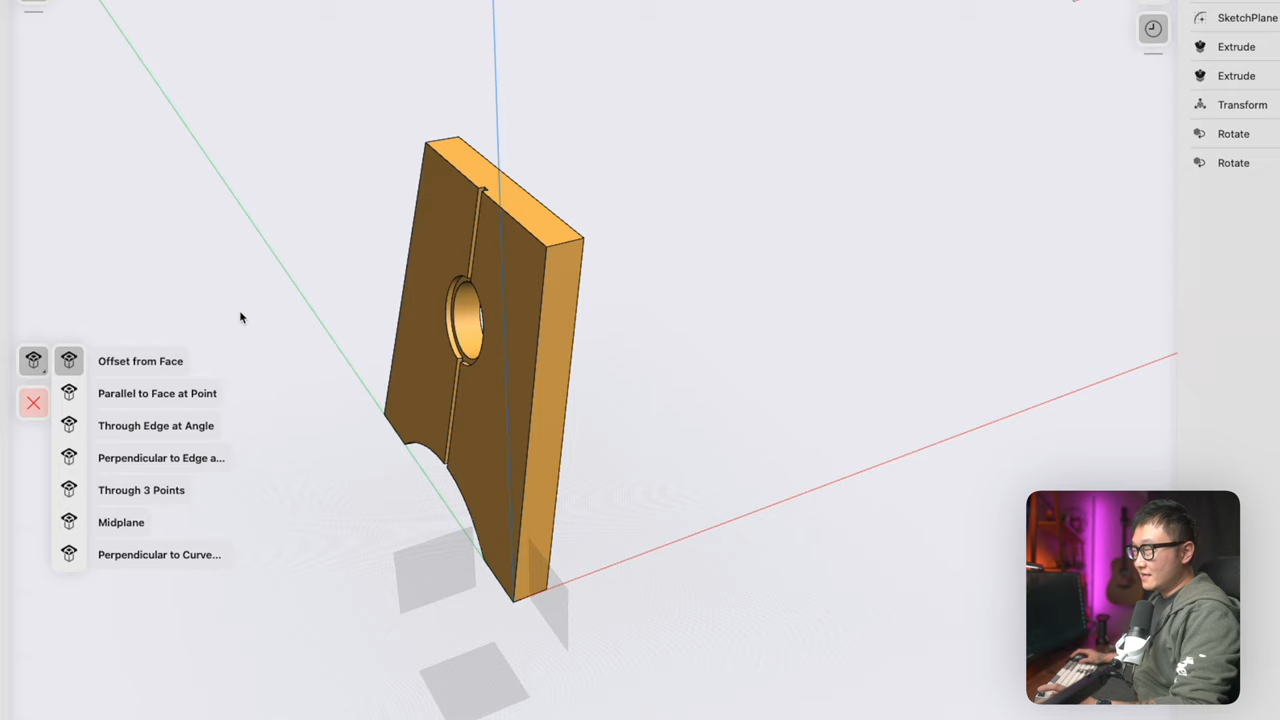 SketchPlane
Extrude
Extrude
Transform
Rotate
Rotate
Offset from Face
Parallel to Face at Point
Through Edge at Angle
Perpendicular to Edge a...
Through 3 Points
Midplane
Perpendicular to Curve...